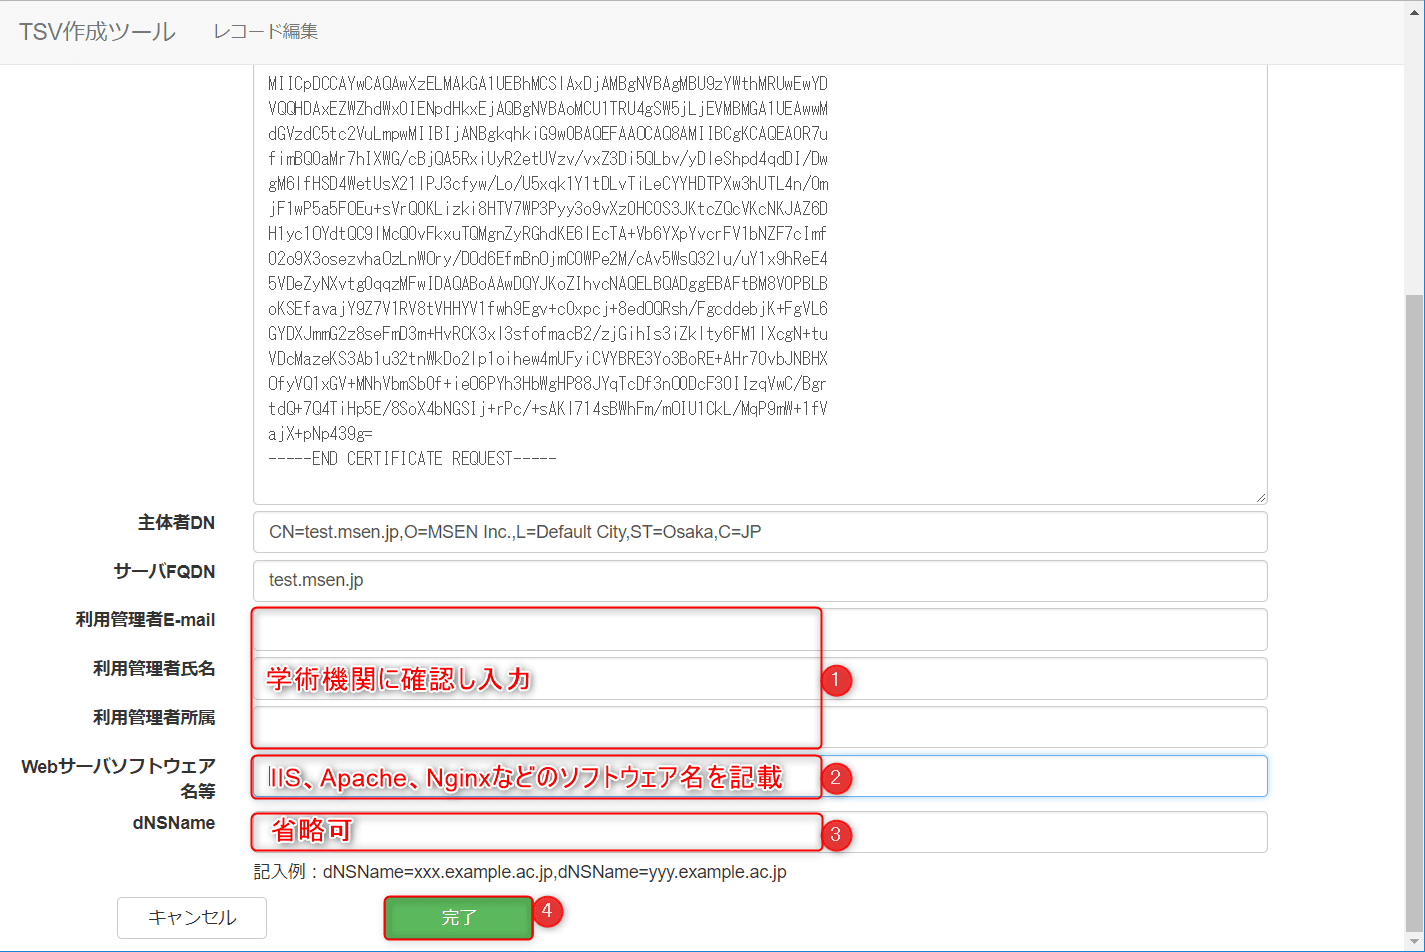 TSV作成ツール レコード編集
MIICpDCCAYwCAQAwXzELMAkGA1UEBhMCSlAxDjAMBgNVBAgMBU9zYWthMRUwEwYD
VQQHDAxEZWZhdWx0IENpdHkxEjAQBgNVBAoMCU1TRU4gSW5jLjEVMBMGA1UEAwwM
dGVzdC5tc2VuLmpwMIIBIjANBgkqhkiG9w0BAQEFAAOCAQ8AMIIBCgKCAQEA0R7u
fimBQ0aMr7hIXWG/cBjQA5RxiUyR2etUVzv/vxZ3Di5QLbv/yDleShpd4qdDI/Dw
gM6lfHSD4WetUsX21lPJ3cfyw/Lo/U5xqk1Y1tDLvTiLeCYYHDTPXw3hUTL4n/0m
jF1wP5a5FOEu+sVrQ0KLizki8HTV7WP3Pyy3o9vXz0HC0S3JKtcZQcVKcNKJAZ6D
H1yc10YdtQC9lMcQ0vFkxuTQMgnZyRGhdKE6lEcTA+Vb6YXpYvcrFV1bNZF7cImf
02o9X3osezvha0zLnW0ry/D0d6EfmBnOjmC0WPe2M/cAv5WsQ32lu/uY1x9hReE4
5VDeZyNXvtgOqqzMFwIDAQABoAAwDQYJKoZIhvcNAQELBQADggEBAFtBM8VOPBLB
oKSEfavajY9Z7V1RV8tVHHYV1fwh9Egv+cOxpcj+8edOQRsh/FgcddebjK+FgVL6
GYDXJmmG2z8seFmD3m+HvRCK3xl3sfofmacB2/zjGihIs3iZklty6FM1lXcgN+tu
VDcMazeKS3Ab1u32tnWkDo2lp1oihew4mUFyiCVYBRE3Yo3BoRE+AHr70vbJNBHX
OfyVQ1xGV+MNhVbmSbOf+ieO6PYh3HbWgHP88JYqTcDf3nOODcF30IIzqVwC/Bgr
tdQ+7Q4TiHp5E/8SoX4bNGSIj+rPc/+sAKl714sBWhFm/mOIU1CkL/MqP9mW+1fV
ajX+pNp439g=
-----END CERTIFICATE REQUEST-----
主体者DN CN=test.msen.jp,O=MSEN Inc.,L=Default City,ST=Osaka,C=JP
サーバFQDN test.msen.jp
利用管理者E-mail
利用管理者氏名 学術機関に確認し入力 1
利用管理者所属
Webサーバソフトウェア
名等
IIS、Apache、Nginxなどのソフトウェア名を記載 2
dNSName 省略可 3
記入例：dNSName=xxx.example.ac.jp,dNSName=yyy.example.ac.jp
キャンセル 完了 4